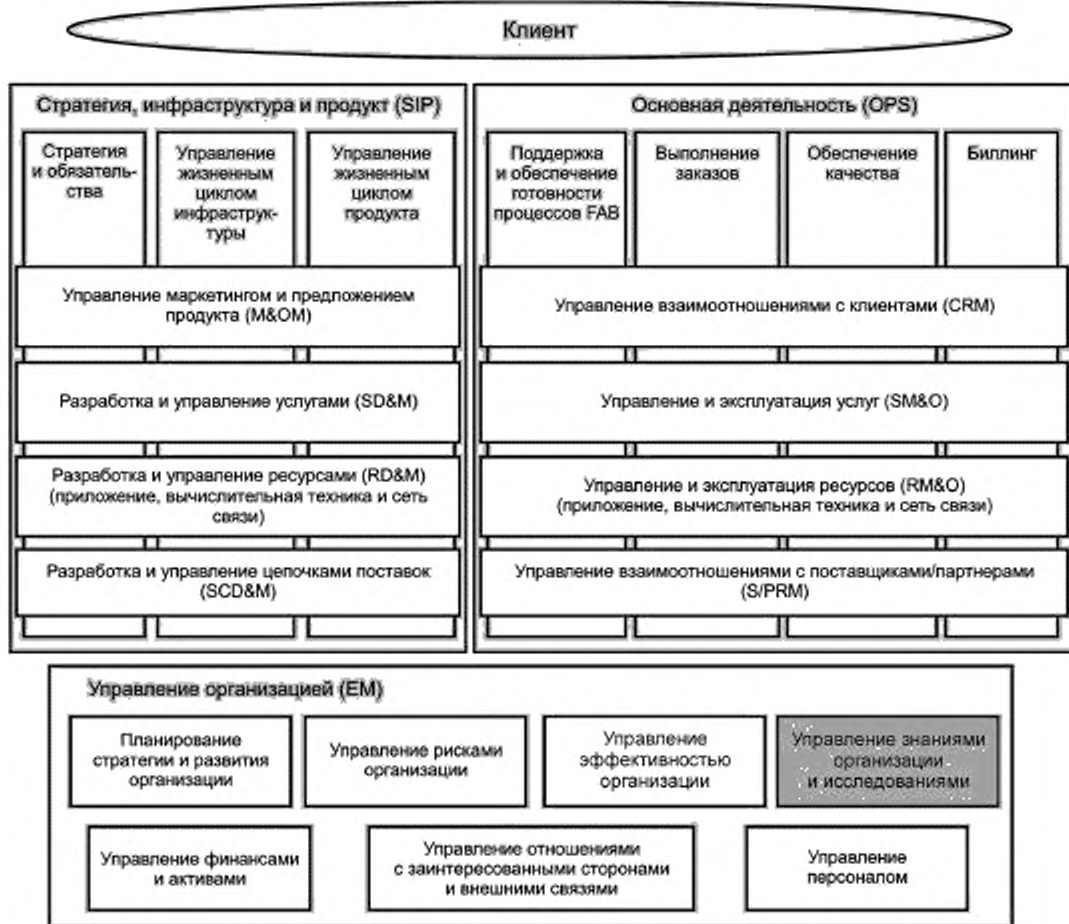 Клиент
Стратегия, инфраструктура и продукт (SIP)
Стратегия
и обязатель-
ства
Управление
жизненным
циклом
инфраструк-
туры
Управление
жизненным
циклом
продукта
Управление маркетингом и предложением
продукта (M&OM)
Разработка и управление услугами (SD&M)
Разработка и управление ресурсами (RD&M)
(приложение, вычислительная техника и сеть
связи)
Разработка и управление цепочками поставок
(SCD&M)
Основная деятельность (OPS)
Поддержка
и обеспечение
готовности
процессов FAB
Выполнение
заказов
Обеспечение
качества
Биллинг
Управление взаимоотношениями с клиентами (CRM)
Управление и эксплуатация услуг (SM&O)
Управление и эксплуатация ресурсов (RM&O)
(приложение, вычислительная техника и сеть связи)
Управление взаимоотношениями с поставщиками/партнерами
(S/PRM)
Управление организацией (EM)
Планирование
стратегии и развития
организации
Управление рисками
организации
Управление
эффективностью
организации
Управление знаниями
организации
и исследованиями
Управление финансами
и активами
Управление отношениями
с заинтересованными сторонами
и внешними связями
Управление
персоналом